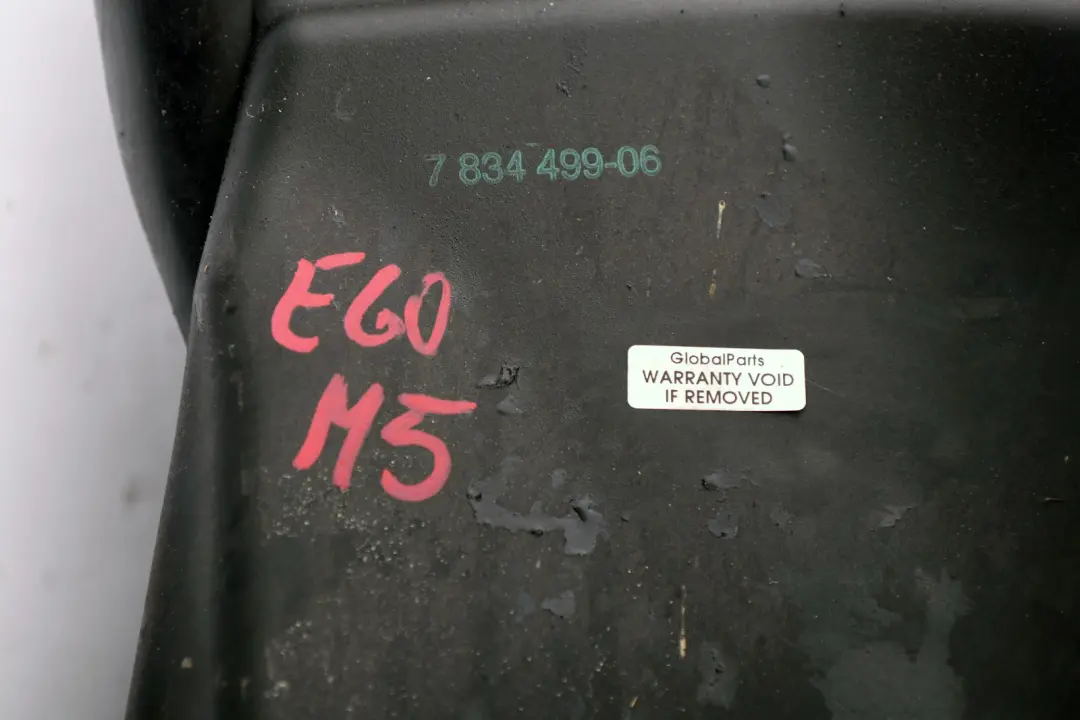 7 834 499-06
E60
M5
GlobalParts
WARRANTY VOID
IF REMOVED